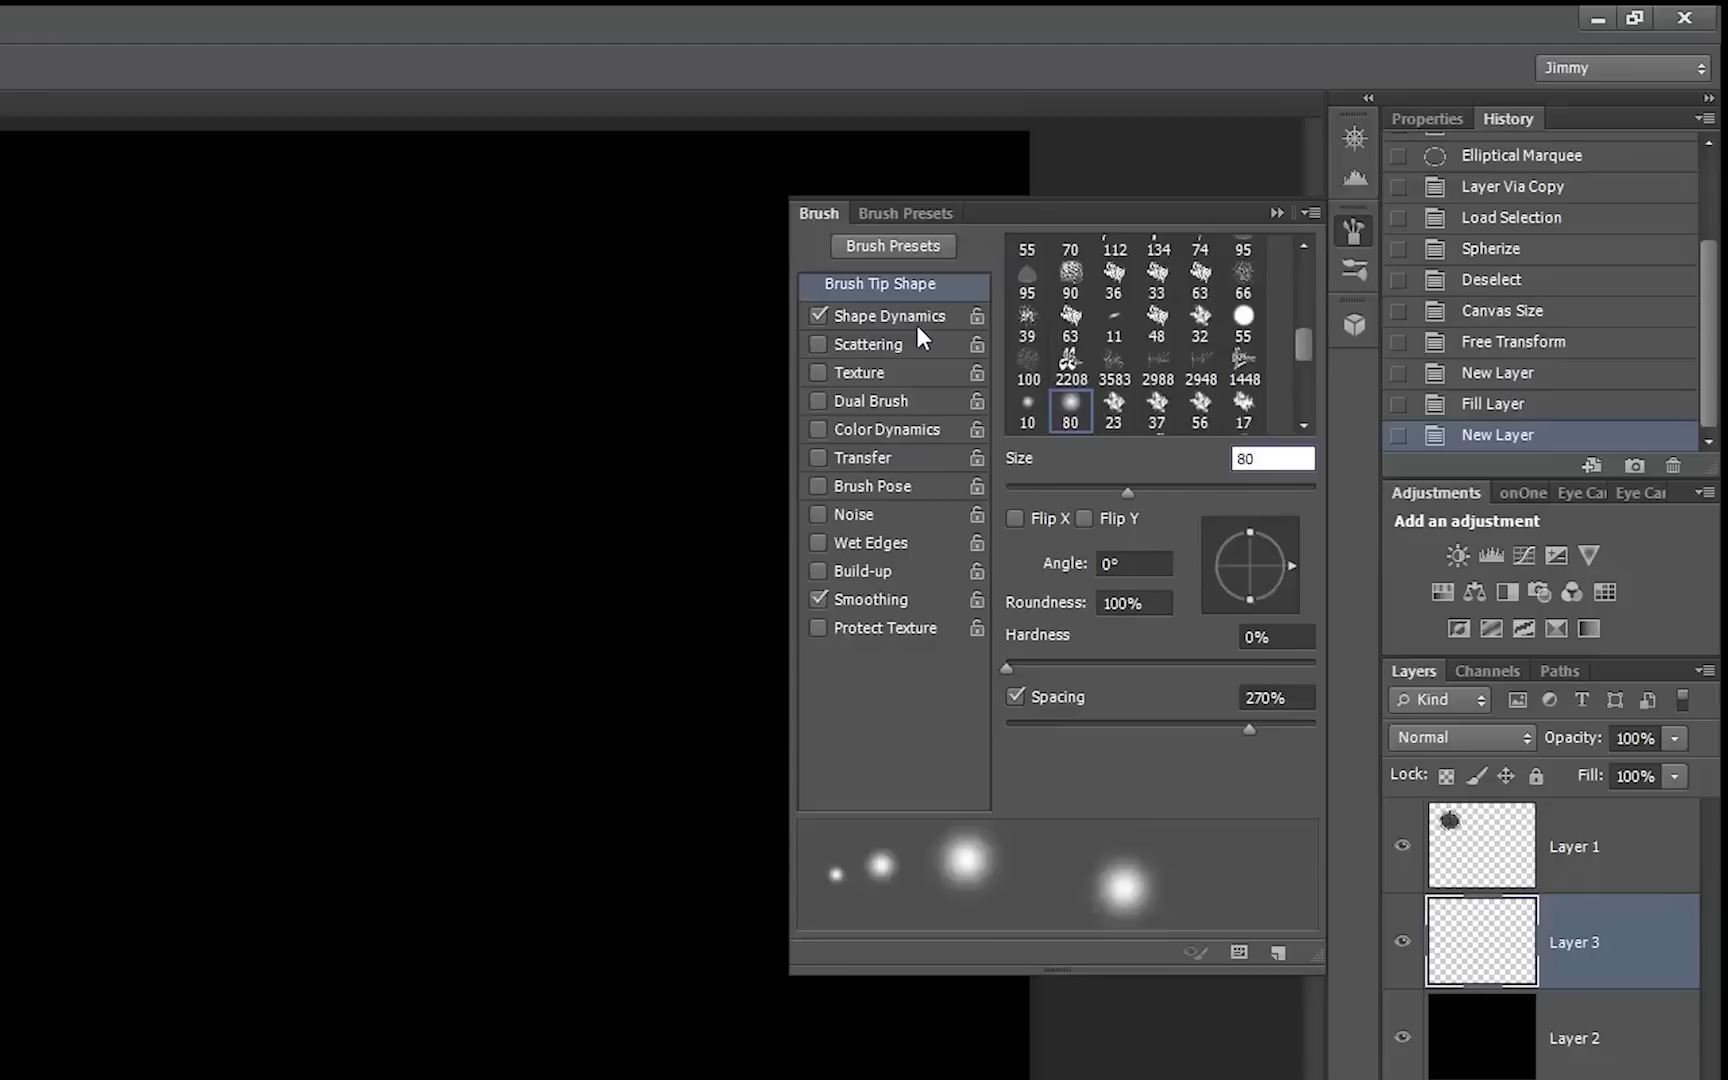 Jimmy
Properties History
Elliptical Marquee
Layer Via Copy
Load Selection
Spherize
Deselect
Canvas Size
Free Transform
New Layer
Fill Layer
New Layer
Brush Brush Presets
Brush Presets
Brush Tip Shape
Shape Dynamics
Scattering
Texture
Dual Brush
Color Dynamics
Transfer
Brush Pose
Noise
Wet Edges
Build-up
Smoothing
Protect Texture
55 70 112 134 74 95
95 90 36 33 63 66
39 63 11 48 32 55
100 2208 3583 2988 2948 1448
10 80 23 37 56 17
Size 80
Flip X Flip Y
Angle: 0°
Roundness: 100%
Hardness 0%
Spacing 270%
Adjustments onOne Eye Cai Eye Cai
Add an adjustment
Layers Channels Paths
Kind T
Normal Opacity: 100%
Lock: Fill: 100%
Layer 1
Layer 3
Layer 2